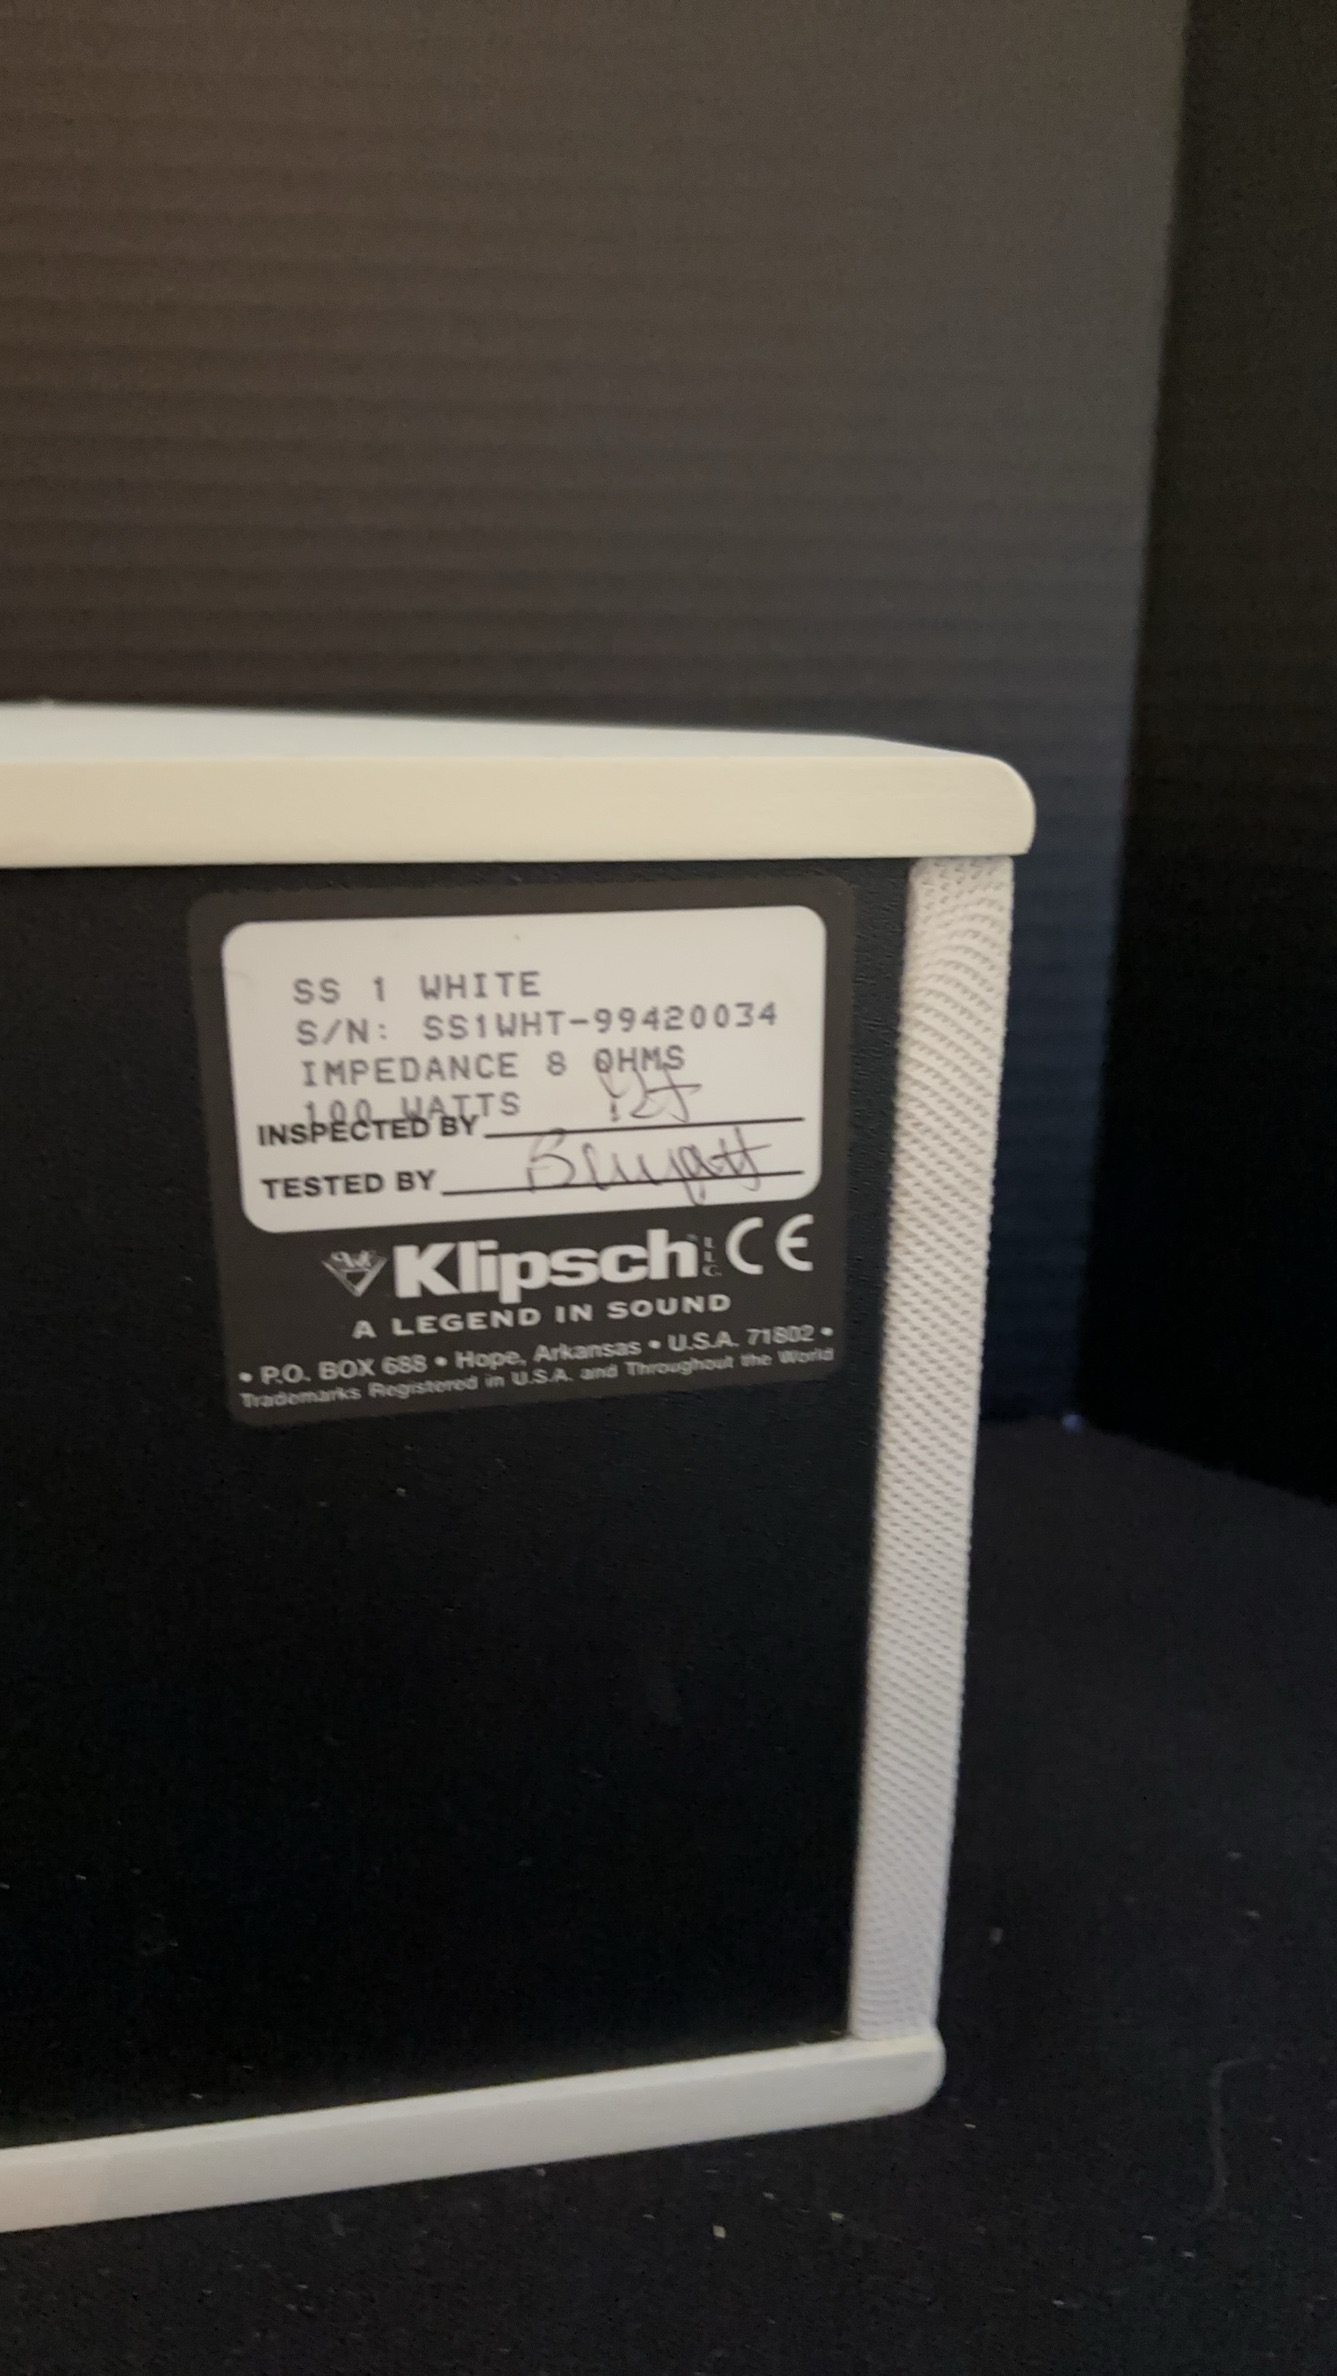 SS 1 WHITE
S/N: SS1WHT-99420034
IMPEDANCE 8 OHMS
100 WATTS
INSPECTED BY
TESTED BY
Klipsch LLC. CE
A LEGEND IN SOUND
• P.O. BOX 688 • Hope, Arkansas • U.S.A. 71802 •
Trademarks Registered in U.S.A. and Throughout the World